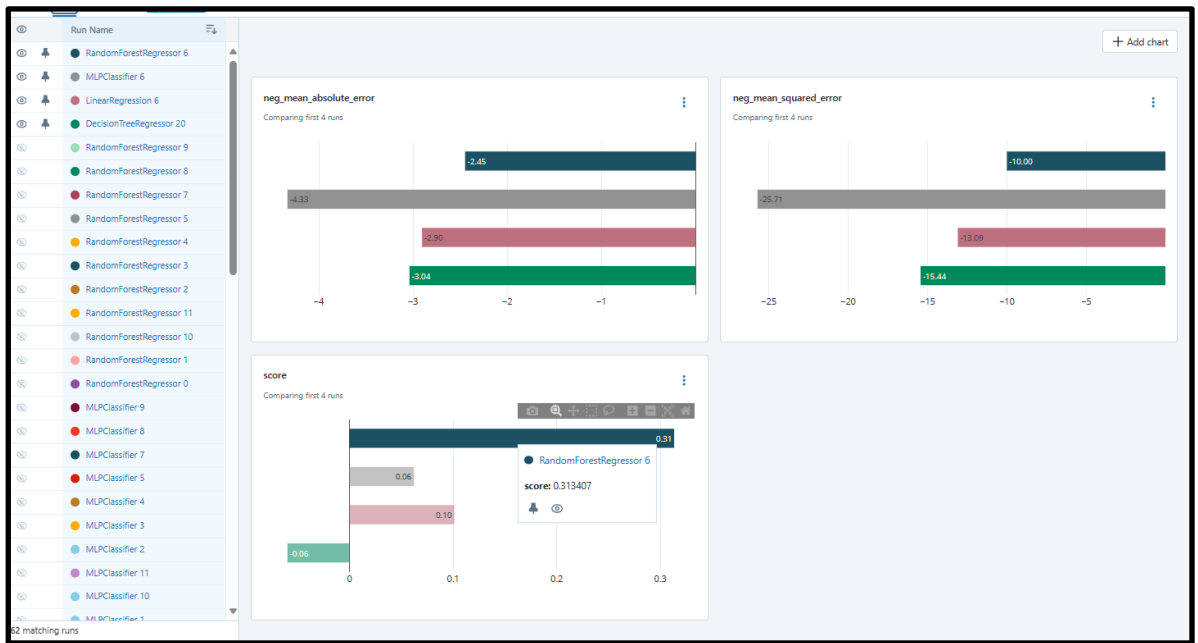 Run Name
RandomForestRegressor 6
MLPClassifier 6
LinearRegression 6
DecisionTreeRegressor 20
RandomForestRegressor 9
RandomForestRegressor 8
RandomForestRegressor 7
RandomForestRegressor 5
RandomForestRegressor 4
RandomForestRegressor 3
RandomForestRegressor 2
RandomForestRegressor 11
RandomForestRegressor 10
RandomForestRegressor 1
RandomForestRegressor 0
MLPClassifier 9
MLPClassifier 8
MLPClassifier 7
MLPClassifier 5
MLPClassifier 4
MLPClassifier 3
MLPClassifier 2
MLPClassifier 11
MLPClassifier 10
MLPClassifier 1
62 matching runs
+ Add chart
neg_mean_absolute_error
Comparing first 4 runs
-2.45
-4.33
-2.90
-3.04
−4 −3 −2 −1
neg_mean_squared_error
Comparing first 4 runs
-10.00
-25.71
-13.09
-15.44
−25 −20 −15 −10 −5
score
Comparing first 4 runs
0.31
0.06
0.10
-0.06
0 0.1 0.2 0.3
RandomForestRegressor 6
score: 0.313407